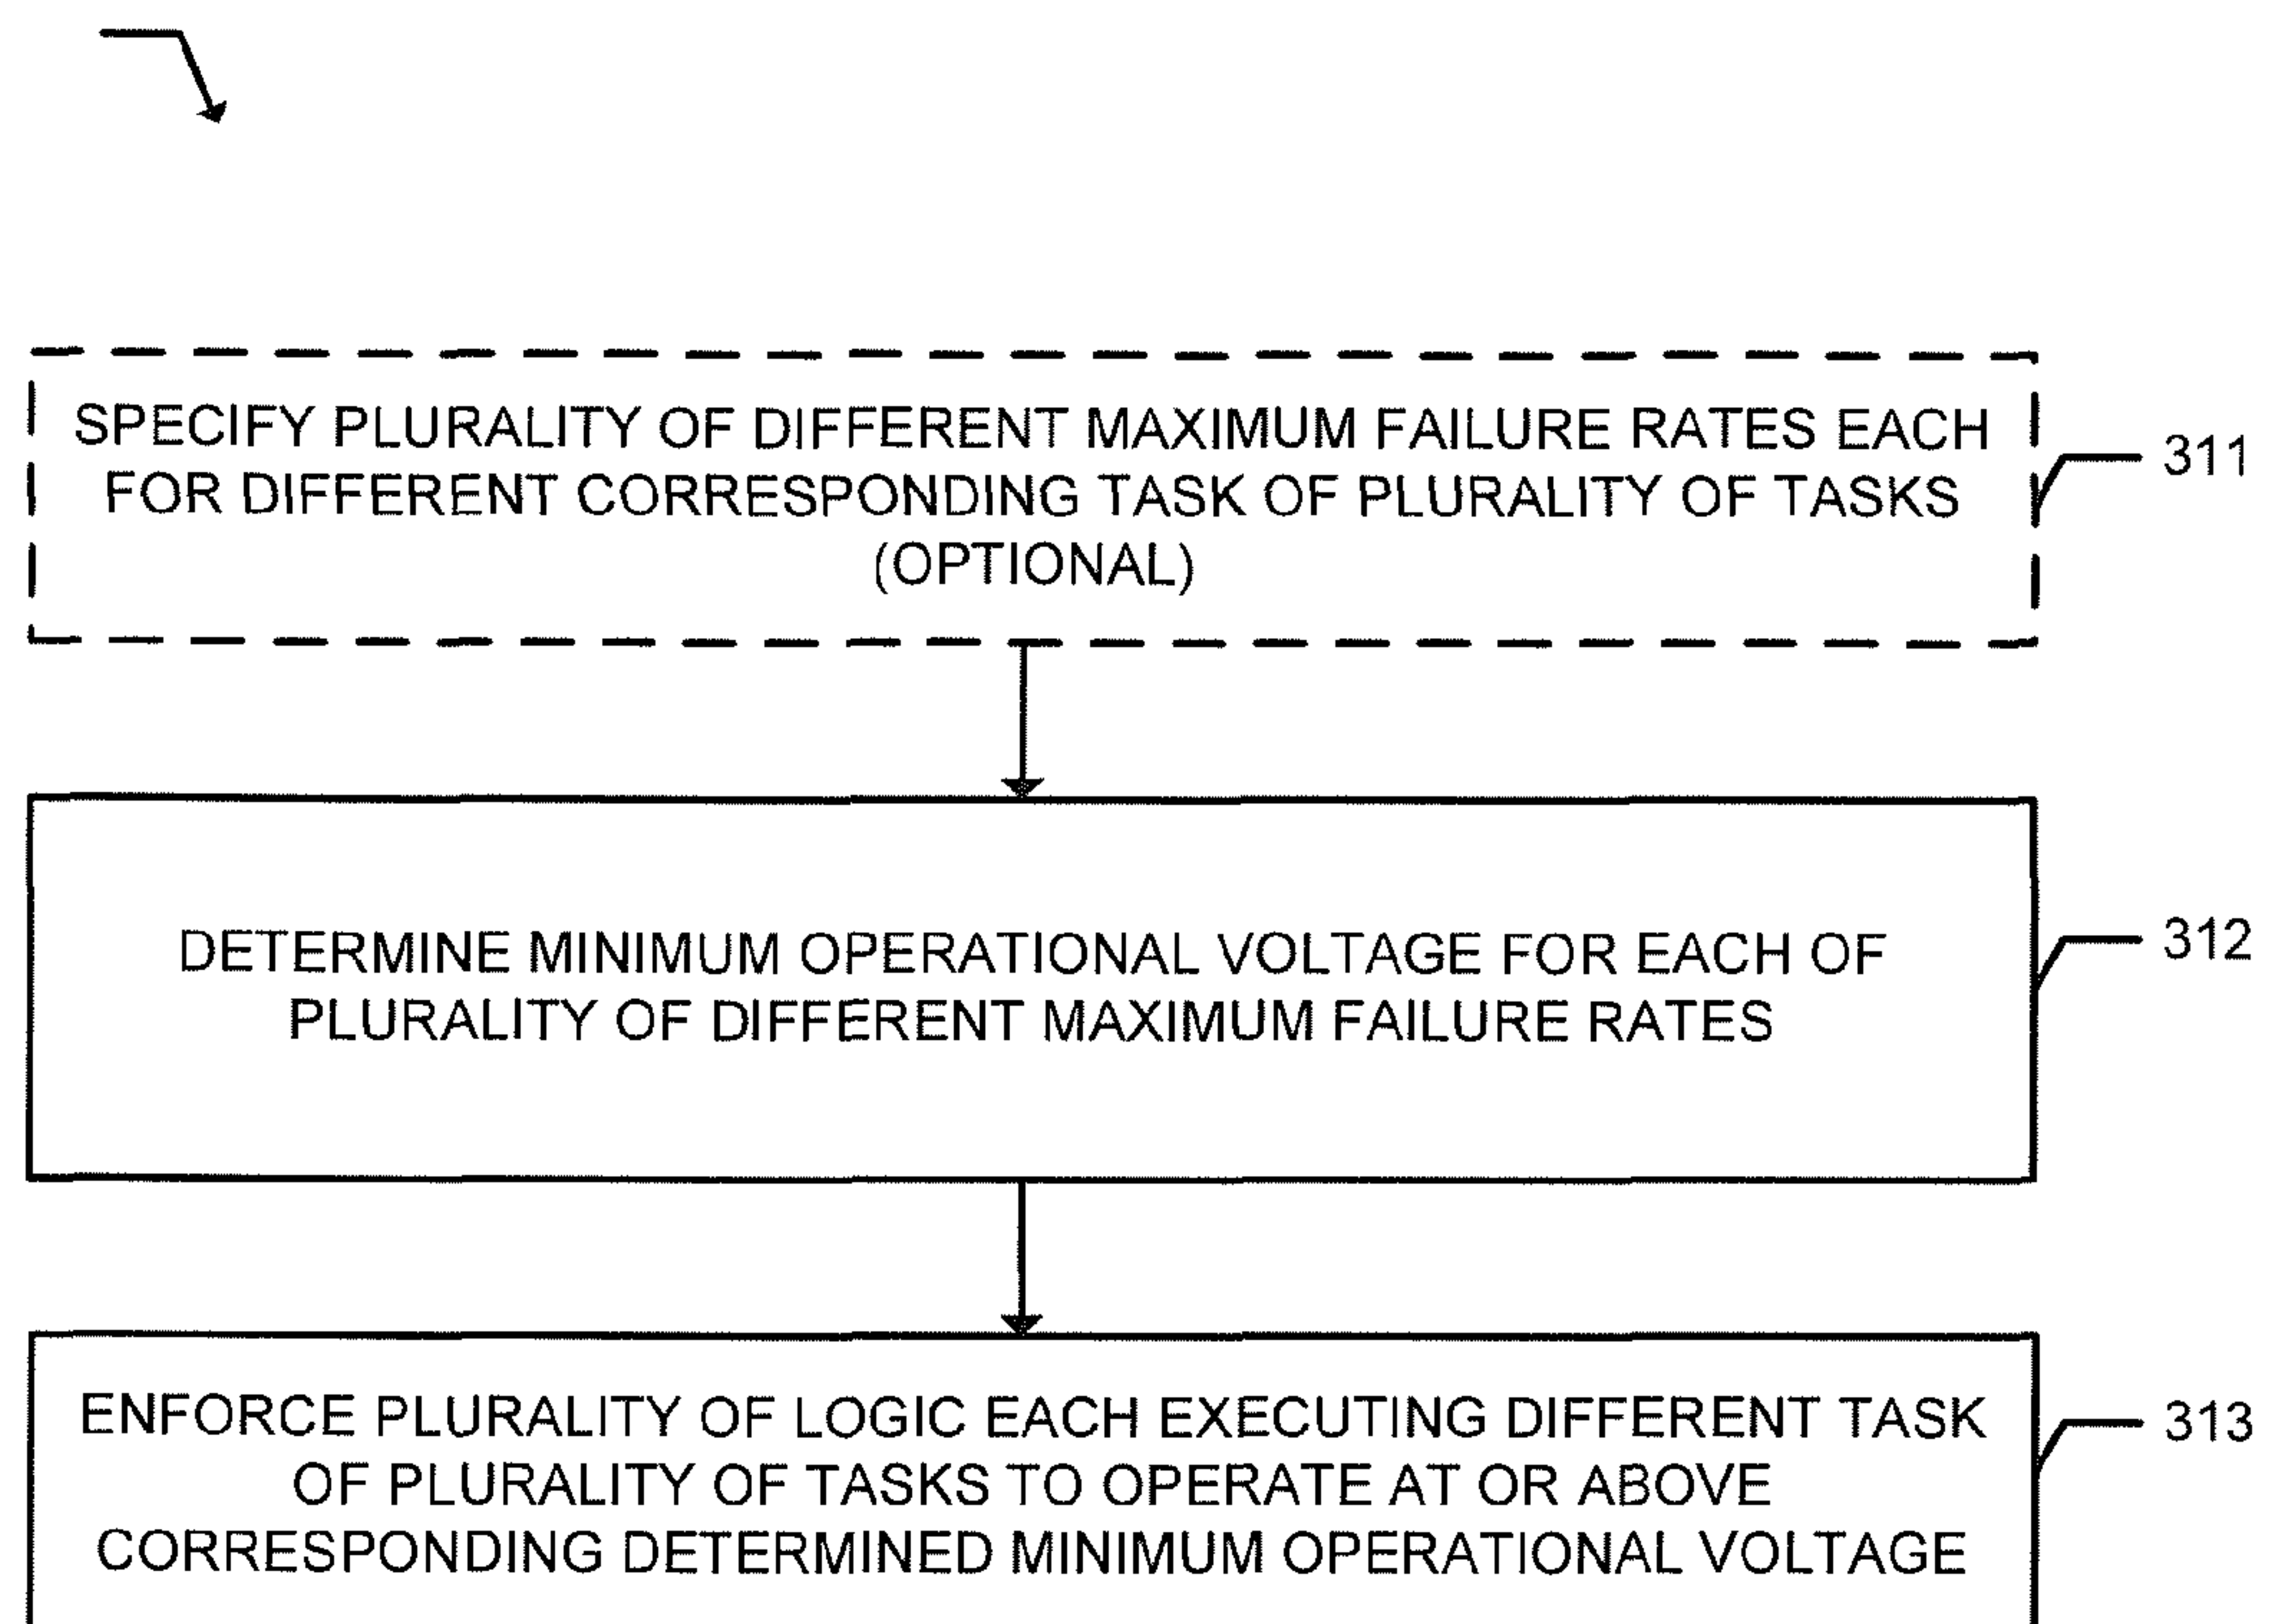 SPECIFY PLURALITY OF DIFFERENT MAXIMUM FAILURE RATES EACH
FOR DIFFERENT CORRESPONDING TASK OF PLURALITY OF TASKS
(OPTIONAL)
311
DETERMINE MINIMUM OPERATIONAL VOLTAGE FOR EACH OF
PLURALITY OF DIFFERENT MAXIMUM FAILURE RATES
312
ENFORCE PLURALITY OF LOGIC EACH EXECUTING DIFFERENT TASK
OF PLURALITY OF TASKS TO OPERATE AT OR ABOVE
CORRESPONDING DETERMINED MINIMUM OPERATIONAL VOLTAGE
313